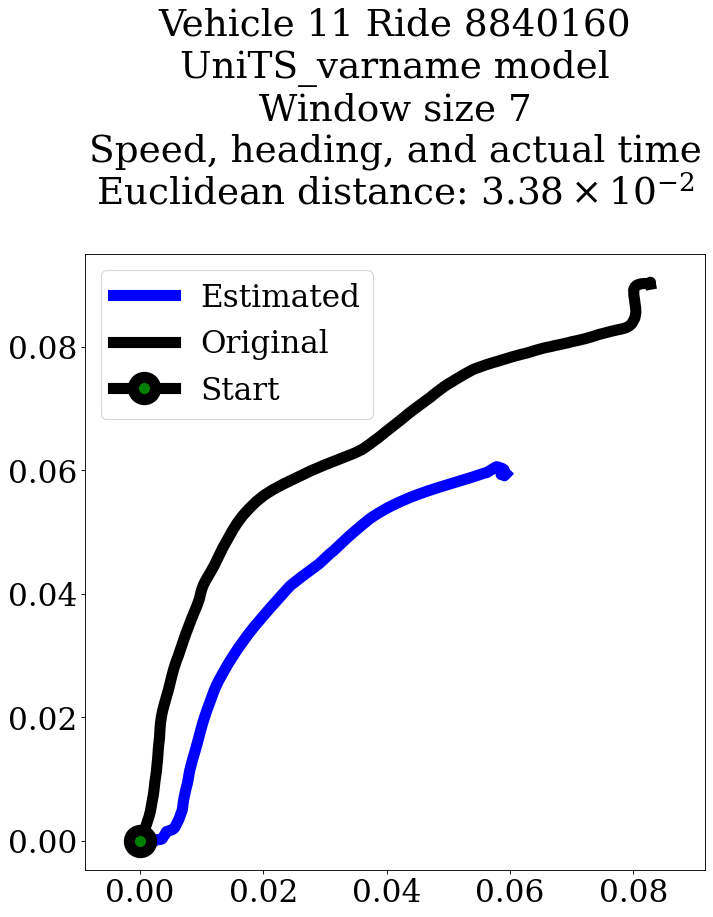 Vehicle 11 Ride 8840160
UniTS_varname model
Window size 7
Speed, heading, and actual time
Euclidean distance: 3.38 × 10⁻²
Estimated
Original
Start
0.08
0.06
0.04
0.02
0.00
0.00 0.02 0.04 0.06 0.08